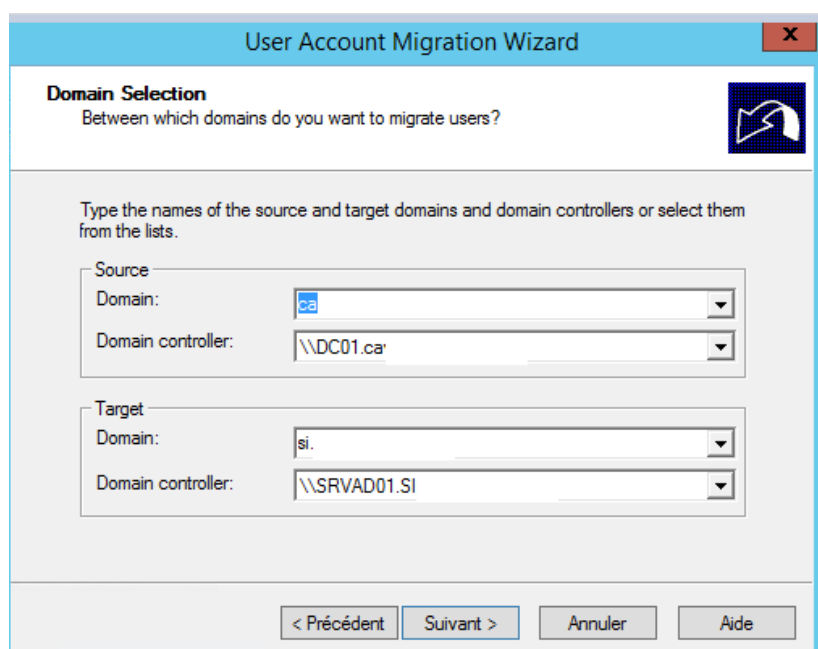 User Account Migration Wizard
x
Domain Selection
Between which domains do you want to migrate users?
Type the names of the source and target domains and domain controllers or select them
from the lists.
Source
Domain:
ca
Domain controller:
\\DC01.ca
Target
Domain:
si.
Domain controller:
\\SRVAD01.SI
< Précédent
Suivant >
Annuler
Aide